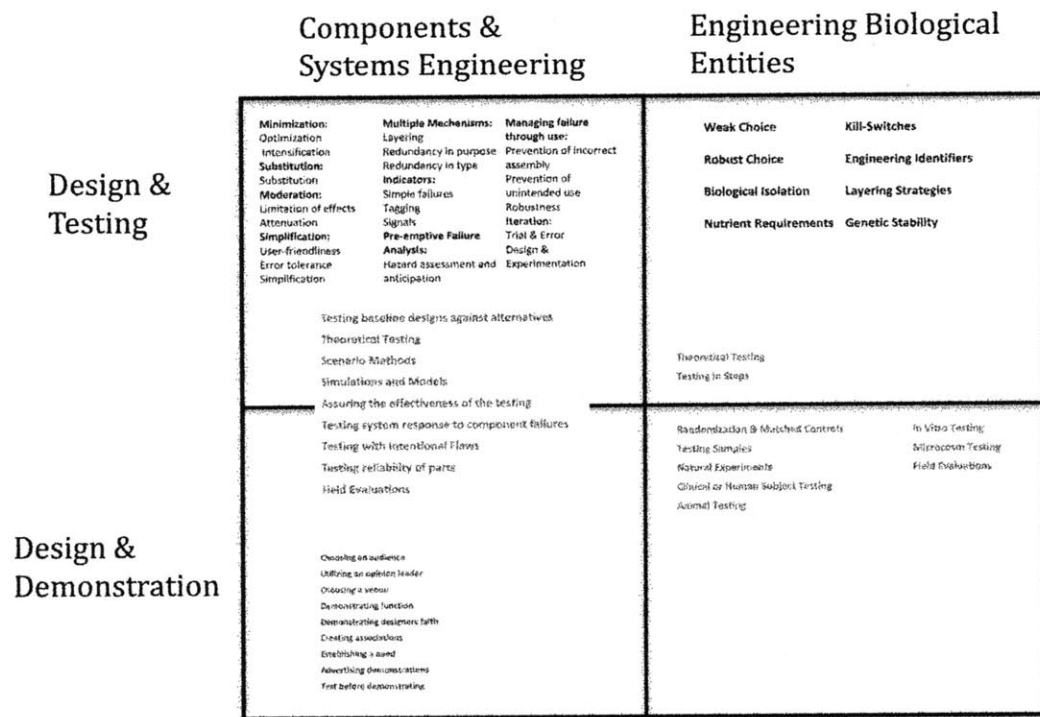 Components &
Systems Engineering
Engineering Biological
Entities
Design &
Testing
Minimization:
Optimization
Intensification
Substitution:
Substitution
Moderation:
Limitation of effects
Attenuation
Simplification:
User-friendliness
Error tolerance
Simplification
Multiple Mechanisms:
Layering
Redundancy in purpose
Redundancy in type
Indicators:
Simple failures
Tagging
Signals
Pre-emptive Failure
Analysis:
Hazard assessment and
anticipation
Managing failure
through use:
Prevention of incorrect
assembly
Prevention of
unintended use
Robustness
Iteration:
Trial & Error
Design &
Experimentation
Testing baseline designs against alternatives
Theoretical Testing
Scenario Methods
Simulations and Models
Assuring the effectiveness of the testing
Testing system response to component failures
Testing with Intentional Flaws
Testing reliability of parts
Field Evaluations
Weak Choice
Robust Choice
Biological Isolation
Nutrient Requirements
Kill-Switches
Engineering Identifiers
Layering Strategies
Genetic Stability
Theoretical Testing
Testing in Steps
Design &
Demonstration
Choosing an audience
Utilizing an opinion leader
Choosing a venue
Demonstrating function
Demonstrating designers faith
Creating associations
Establishing a need
Advertising demonstrations
Test before demonstrating
Randomization & Matched Controls
Testing Samples
Natural Experiments
Clinical or Human Subject Testing
Animal Testing
In Vitro Testing
Microcosm Testing
Field Evaluations